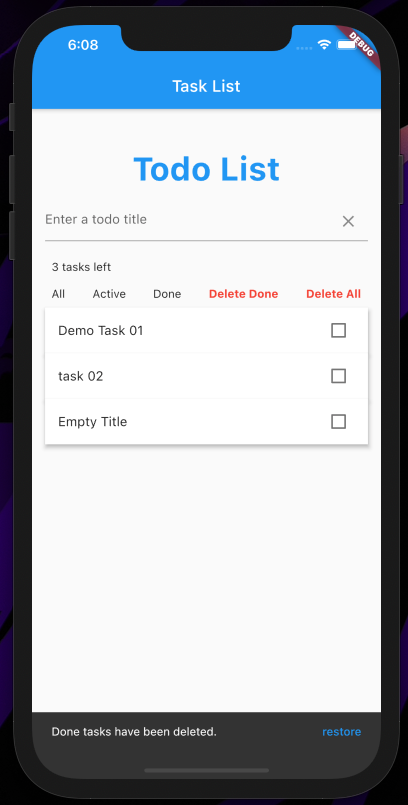 6:08
DEBUG
Task List
Todo List
Enter a todo title
3 tasks left
All Active Done Delete Done Delete All
Demo Task 01
task 02
Empty Title
Done tasks have been deleted. restore